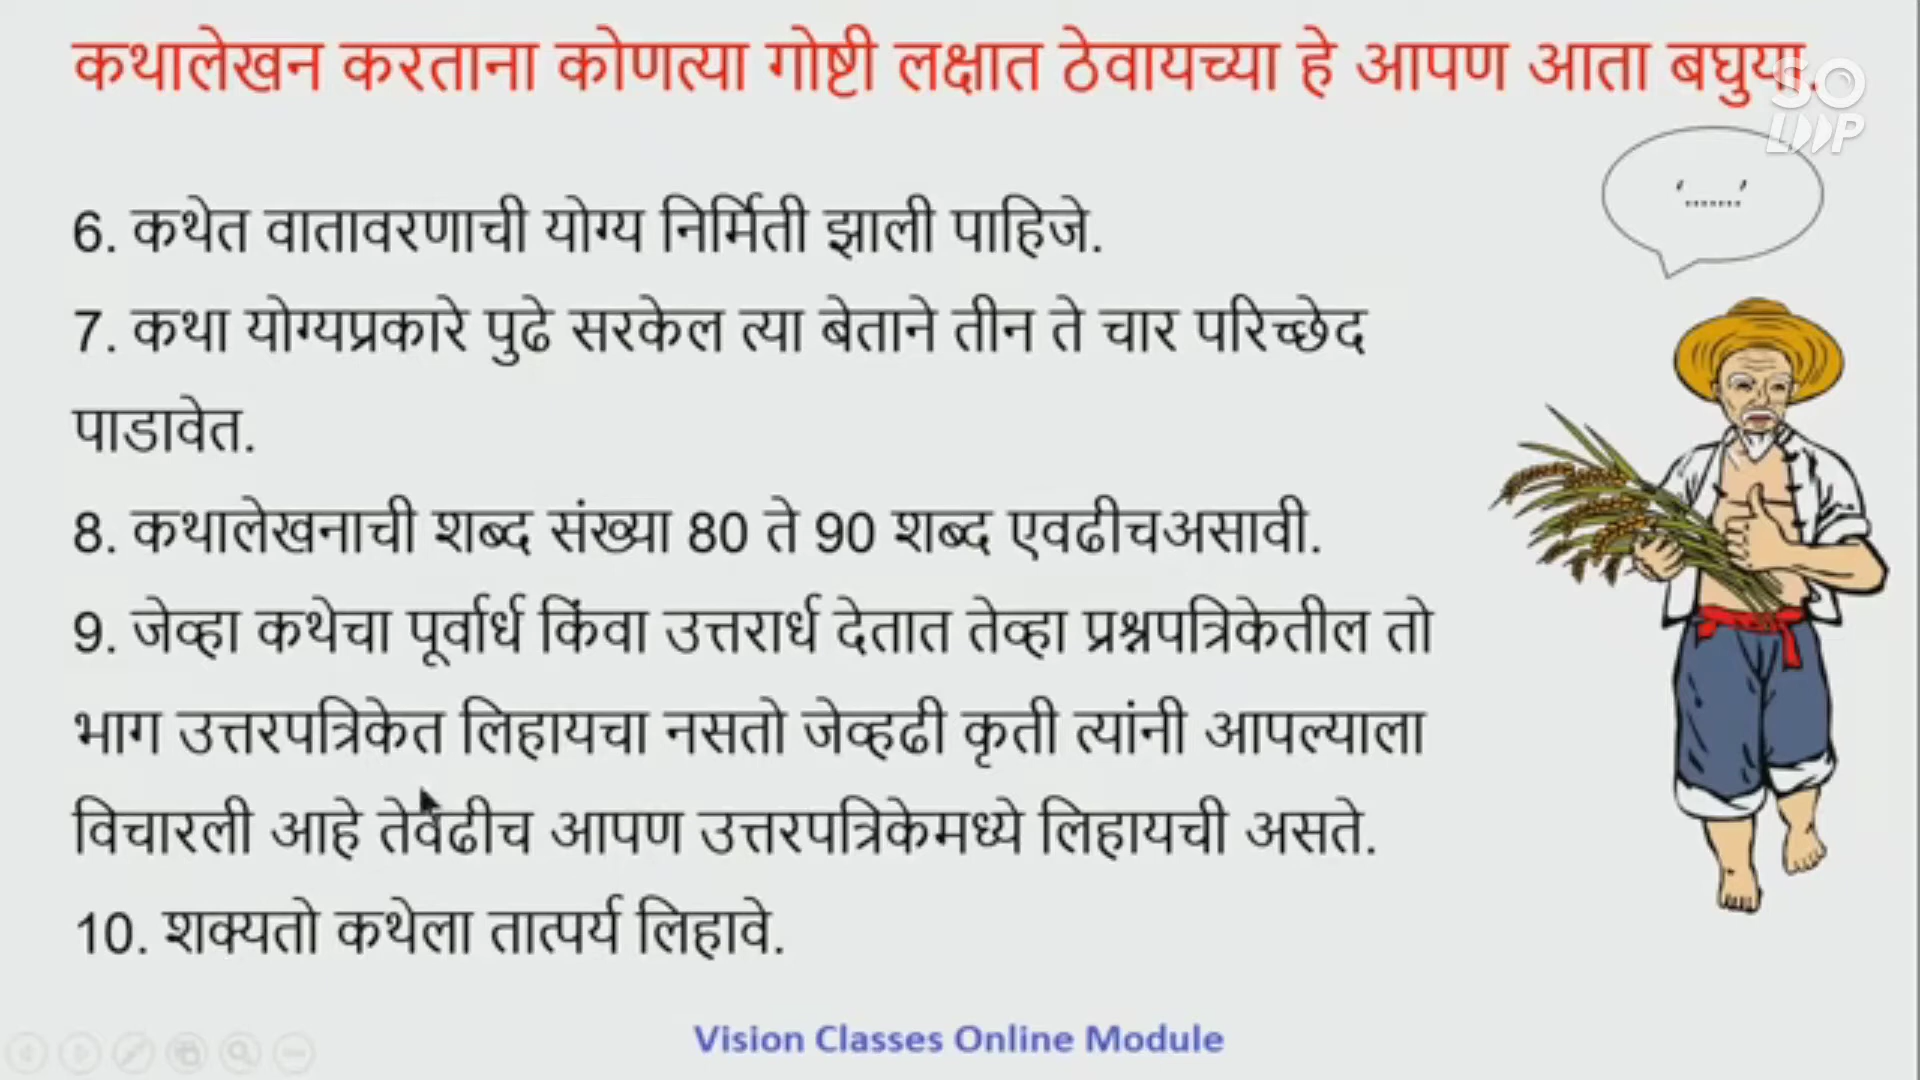 कथालेखन करताना कोणत्या गोष्टी लक्षात ठेवायच्या हे आपण आता बघुया.
SO
LOOP
‘.......’
6. कथेत वातावरणाची योग्य निर्मिती झाली पाहिजे.
7. कथा योग्यप्रकारे पुढे सरकेल त्या बेताने तीन ते चार परिच्छेद
पाडावेत.
8. कथालेखनाची शब्द संख्या 80 ते 90 शब्द एवढीचअसावी.
9. जेव्हा कथेचा पूर्वार्ध किंवा उत्तरार्ध देतात तेव्हा प्रश्नपत्रिकेतील तो
भाग उत्तरपत्रिकेत लिहायचा नसतो जेव्हढी कृती त्यांनी आपल्याला
विचारली आहे तेवढीच आपण उत्तरपत्रिकेमध्ये लिहायची असते.
10. शक्यतो कथेला तात्पर्य लिहावे.
Vision Classes Online Module